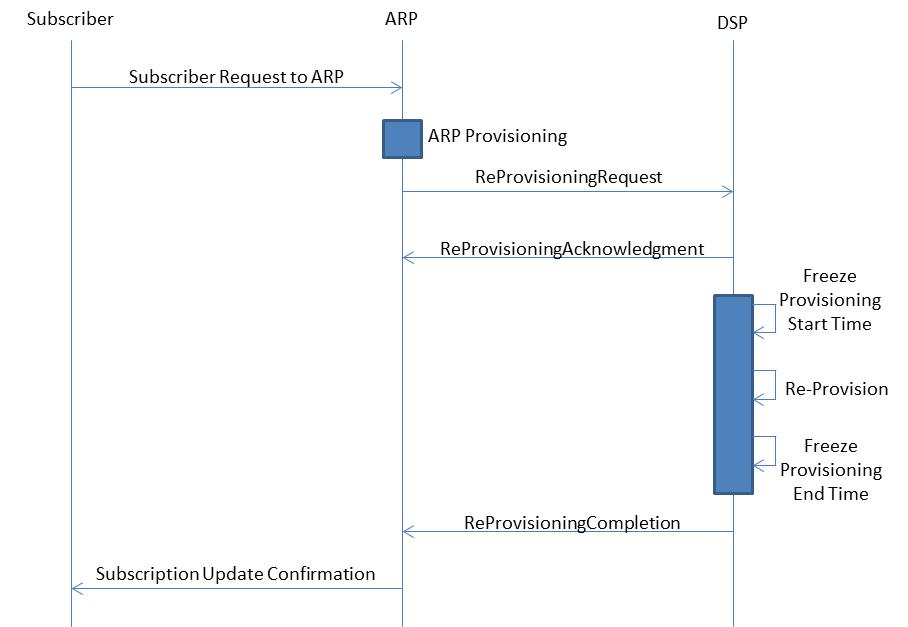 Subscriber
ARP
DSP
Subscriber Request to ARP
ARP Provisioning
ReProvisioningRequest
ReProvisioningAcknowledgment
Freeze
Provisioning
Start Time
Re-Provision
Freeze
Provisioning
End Time
ReProvisioningCompletion
Subscription Update Confirmation